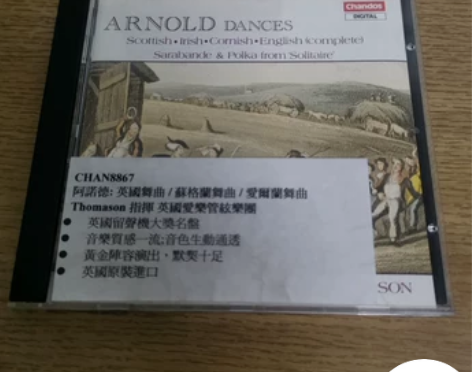 Chandos
DIGITAL
ARNOLD DANCES
Scottish • Irish • Cornish • English (complete)
Sarabande & Polka from 'Solitaire'
CHAN8867
阿諾德: 英國舞曲 / 蘇格蘭舞曲 / 愛爾蘭舞曲
Thomason 指揮 英國愛樂管絃樂團
● 英國留聲機大獎名盤
● 音樂質感一流;音色生動通透
● 黃金陣容演出、默契十足
● 英國原裝進口
SON